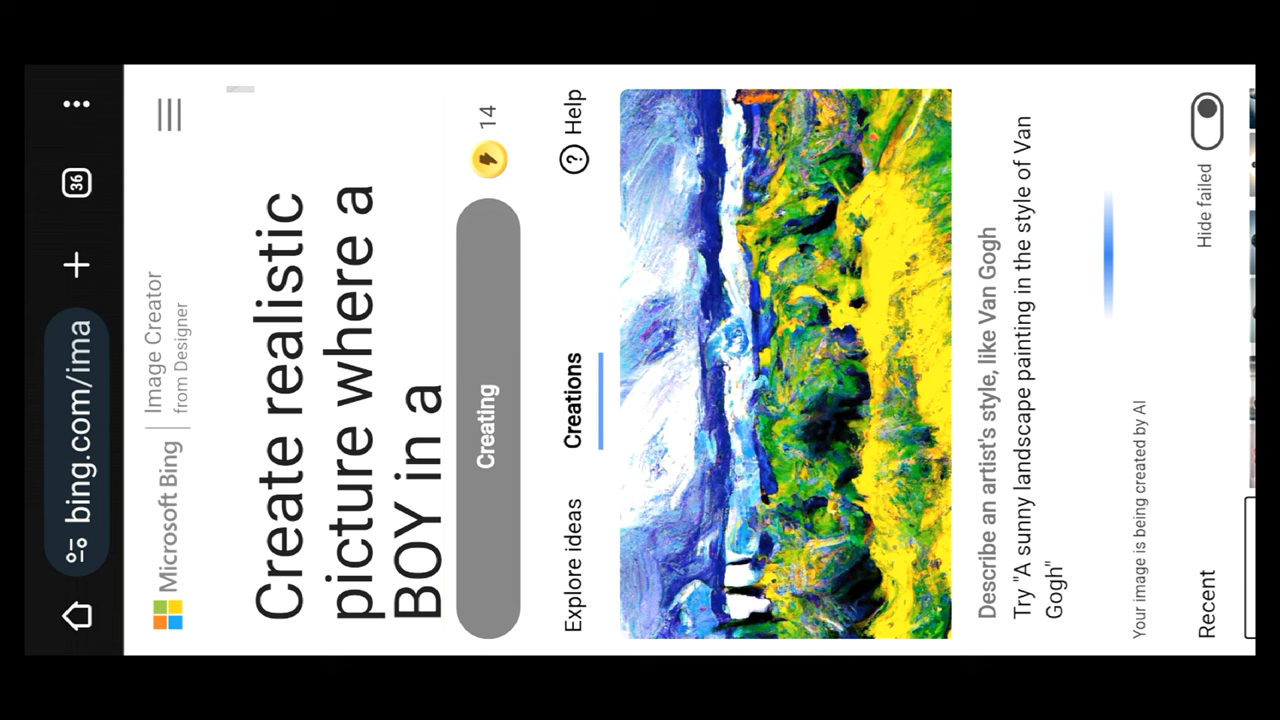 bing.com/ima
36
Microsoft Bing
Image Creator
from Designer
Create realistic
picture where a
BOY in a
Creating
14
Explore ideas
Creations
Help
Describe an artist's style, like Van Gogh
Try "A sunny landscape painting in the style of Van
Gogh"
Your image is being created by AI
Recent
Hide failed